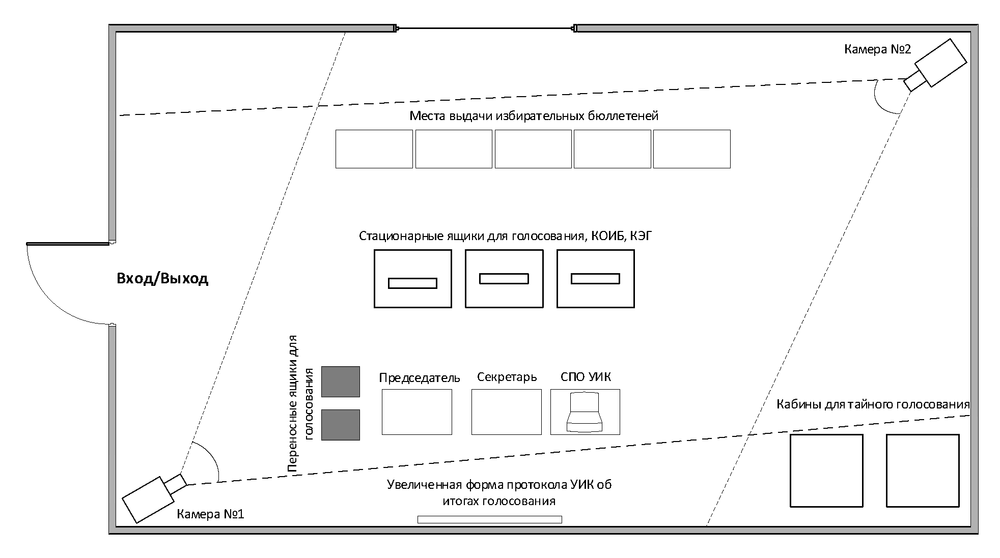 Камера №2
Места выдачи избирательных бюллетеней
Стационарные ящики для голосования, КОИБ, КЭГ
Вход/Выход
Переносные ящики для
голосования
Председатель
Секретарь
СПО УИК
Кабины для тайного голосования
Увеличенная форма протокола УИК об
итогах голосования
Камера №1